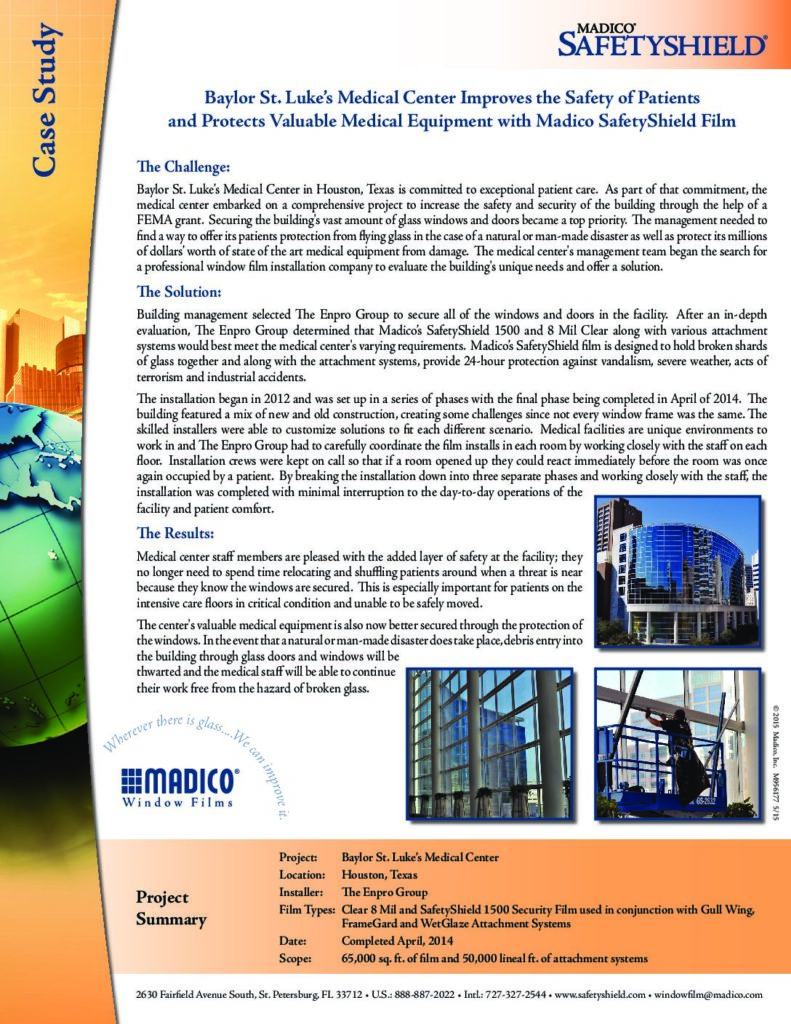 Case Study
MADICO®
SAFETYSHIELD®
Baylor St. Luke's Medical Center Improves the Safety of Patients
and Protects Valuable Medical Equipment with Madico SafetyShield Film
The Challenge:
Baylor St. Luke's Medical Center in Houston, Texas is committed to exceptional patient care. As part of that commitment, the
medical center embarked on a comprehensive project to increase the safety and security of the building through the help of a
FEMA grant. Securing the building's vast amount of glass windows and doors became a top priority. The management needed to
find a way to offer its patients protection from flying glass in the case of a natural or man-made disaster as well as protect its millions
of dollars' worth of state of the art medical equipment from damage. The medical center's management team began the search for
a professional window film installation company to evaluate the building's unique needs and offer a solution.
The Solution:
Building management selected The Enpro Group to secure all of the windows and doors in the facility. After an in-depth
evaluation, The Enpro Group determined that Madico's SafetyShield 1500 and 8 Mil Clear along with various attachment
systems would best meet the medical center's varying requirements. Madico's SafetyShield film is designed to hold broken shards
of glass together and along with the attachment systems, provide 24-hour protection against vandalism, severe weather, acts of
terrorism and industrial accidents.
The installation began in 2012 and was set up in a series of phases with the final phase being completed in April of 2014. The
building featured a mix of new and old construction, creating some challenges since not every window frame was the same. The
skilled installers were able to customize solutions to fit each different scenario. Medical facilities are unique environments to
work in and The Enpro Group had to carefully coordinate the film installs in each room by working closely with the staff on each
floor. Installation crews were kept on call so that if a room opened up they could react immediately before the room was once
again occupied by a patient. By breaking the installation down into three separate phases and working closely with the staff, the
installation was completed with minimal interruption to the day-to-day operations of the
facility and patient comfort.
The Results:
Medical center staff members are pleased with the added layer of safety at the facility; they
no longer need to spend time relocating and shuffling patients around when a threat is near
because they know the windows are secured. This is especially important for patients on the
intensive care floors in critical condition and unable to be safely moved.
The center's valuable medical equipment is also now better secured through the protection of
the windows. In the event that a natural or man-made disaster does take place, debris entry into
the building through glass doors and windows will be
thwarted and the medical staff will be able to continue
their work free from the hazard of broken glass.
Wherever there is glass....We can improve it.
MADICO®
Window Films
GS-2632
© 2015 Madico, Inc. M956177 5/15
Project Summary
Project: Baylor St. Luke's Medical Center
Location: Houston, Texas
Installer: The Enpro Group
Film Types: Clear 8 Mil and SafetyShield 1500 Security Film used in conjunction with Gull Wing,
FrameGard and WetGlaze Attachment Systems
Date: Completed April, 2014
Scope: 65,000 sq. ft. of film and 50,000 lineal ft. of attachment systems
2630 Fairfield Avenue South, St. Petersburg, FL 33712 • U.S.: 888-887-2022 • Intl.: 727-327-2544 • www.safetyshield.com • windowfilm@madico.com